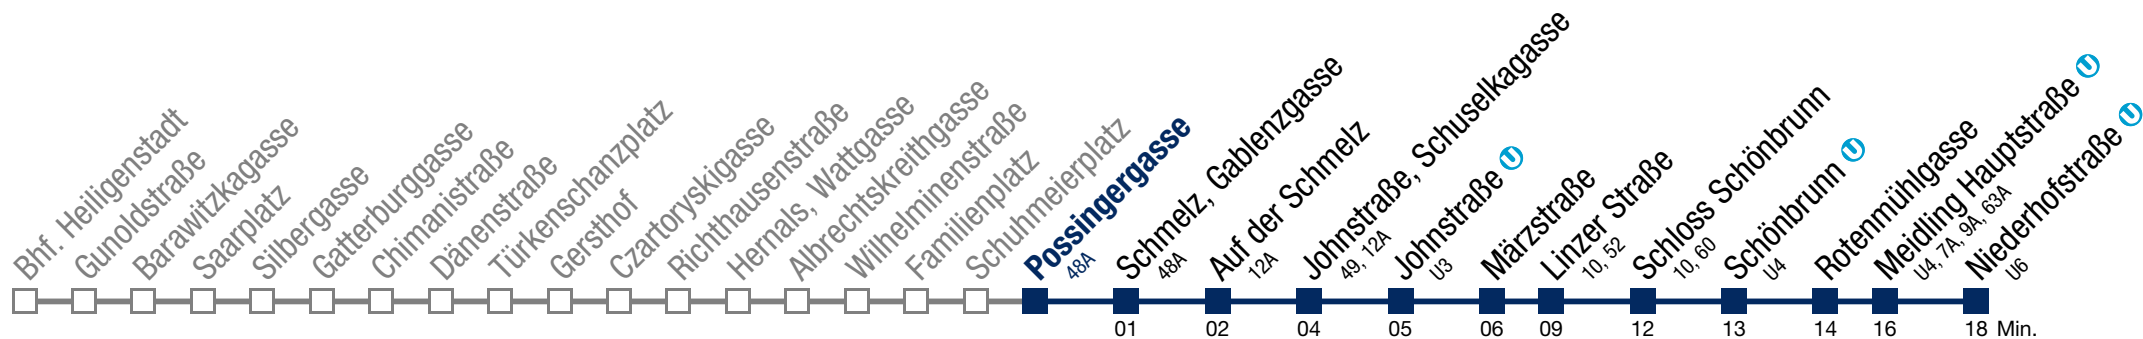 Bhf. Heiligenstadt
Gunoldstraße
Barawitzkagasse
Saarplatz
Silbergasse
Gatterburggasse
Chimanistraße
Dänenstraße
Türkenschanzplatz
Gersthof
Czartoryskigasse
Richthausenstraße
Hernals, Wattgasse
Albrechtskreithgasse
Wilhelminenstraße
Familienplatz
Schuhmeierplatz
Possingergasse
48A
Schmelz, Gablenzgasse
48A
Auf der Schmelz
12A
Johnstraße, Schuselkagasse
49, 12A
Johnstraße U
U3
Märzstraße
Linzer Straße
10, 52
Schloss Schönbrunn
10, 60
Schönbrunn U
U4
Rotenmühlgasse
Meidling Hauptstraße U
U4, 7A, 9A, 63A
Niederhofstraße U
U6
01 02 04 05 06 09 12 13 14 16 18 Min.